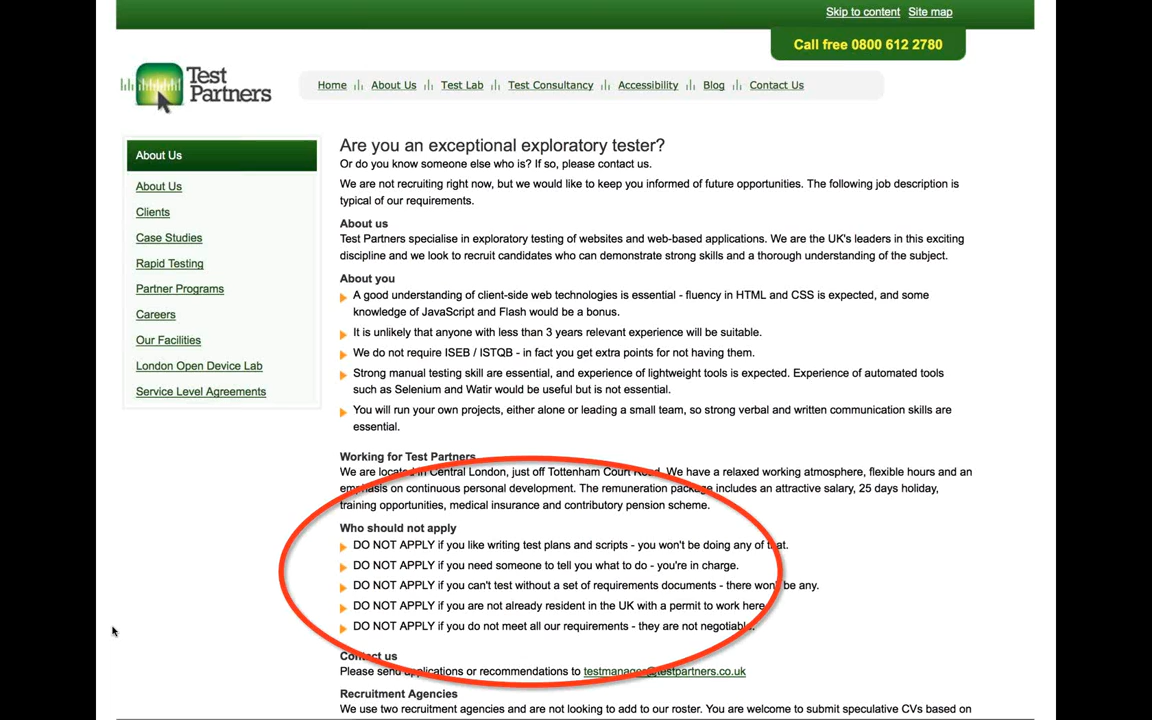 Skip to content Site map
Call free 0800 612 2780
Test
Partners
Home About Us Test Lab Test Consultancy Accessibility Blog Contact Us
About Us
About Us
Clients
Case Studies
Rapid Testing
Partner Programs
Careers
Our Facilities
London Open Device Lab
Service Level Agreements
Are you an exceptional exploratory tester?
Or do you know someone else who is? If so, please contact us.
We are not recruiting right now, but we would like to keep you informed of future opportunities. The following job description is
typical of our requirements.
About us
Test Partners specialise in exploratory testing of websites and web-based applications. We are the UK's leaders in this exciting
discipline and we look to recruit candidates who can demonstrate strong skills and a thorough understanding of the subject.
About you
A good understanding of client-side web technologies is essential - fluency in HTML and CSS is expected, and some
knowledge of JavaScript and Flash would be a bonus.
It is unlikely that anyone with less than 3 years relevant experience will be suitable.
We do not require ISEB / ISTQB - in fact you get extra points for not having them.
Strong manual testing skill are essential, and experience of lightweight tools is expected. Experience of automated tools
such as Selenium and Watir would be useful but is not essential.
You will run your own projects, either alone or leading a small team, so strong verbal and written communication skills are
essential.
Working for Test Partners
We are located in Central London, just off Tottenham Court Road. We have a relaxed working atmosphere, flexible hours and an
emphasis on continuous personal development. The remuneration package includes an attractive salary, 25 days holiday,
training opportunities, medical insurance and contributory pension scheme.
Who should not apply
DO NOT APPLY if you like writing test plans and scripts - you won't be doing any of that.
DO NOT APPLY if you need someone to tell you what to do - you're in charge.
DO NOT APPLY if you can't test without a set of requirements documents - there won't be any.
DO NOT APPLY if you are not already resident in the UK with a permit to work here.
DO NOT APPLY if you do not meet all our requirements - they are not negotiable.
Contact us
Please send applications or recommendations to testmanager@testpartners.co.uk
Recruitment Agencies
We use two recruitment agencies and are not looking to add to our roster. You are welcome to submit speculative CVs based on